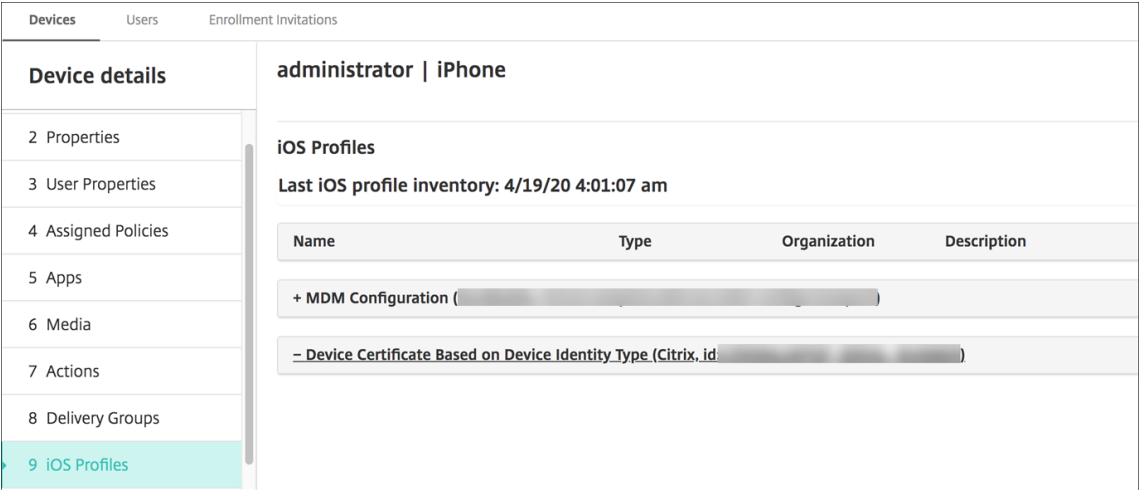 Devices Users Enrollment Invitations
Device details
administrator | iPhone
2 Properties
3 User Properties
4 Assigned Policies
5 Apps
6 Media
7 Actions
8 Delivery Groups
9 iOS Profiles
iOS Profiles
Last iOS profile inventory: 4/19/20 4:01:07 am
Name Type Organization Description
+ MDM Configuration ( )
– Device Certificate Based on Device Identity Type (Citrix, id: )